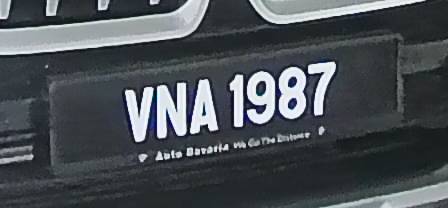 VNA 1987
Auto Bavaria We Go The Distance